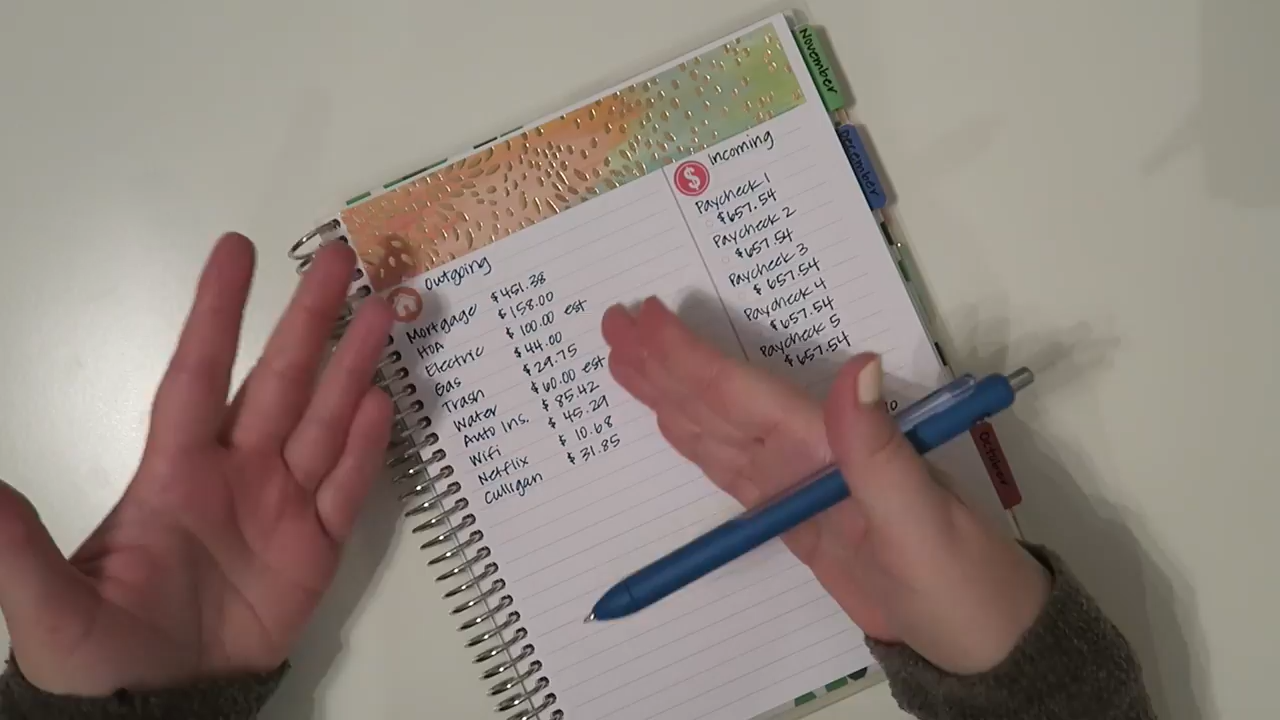 November
December
October
Outgoing
Mortgage $451.38
HOA $158.00
Electric $100.00 est
Gas $44.00
Trash $29.75
Water $60.00 est
Auto Ins. $85.42
Wifi $45.29
Netflix $10.68
Culligan $31.85
$
Incoming
Paycheck 1
$657.54
Paycheck 2
$657.54
Paycheck 3
$657.54
Paycheck 4
$657.54
Paycheck 5
$657.54